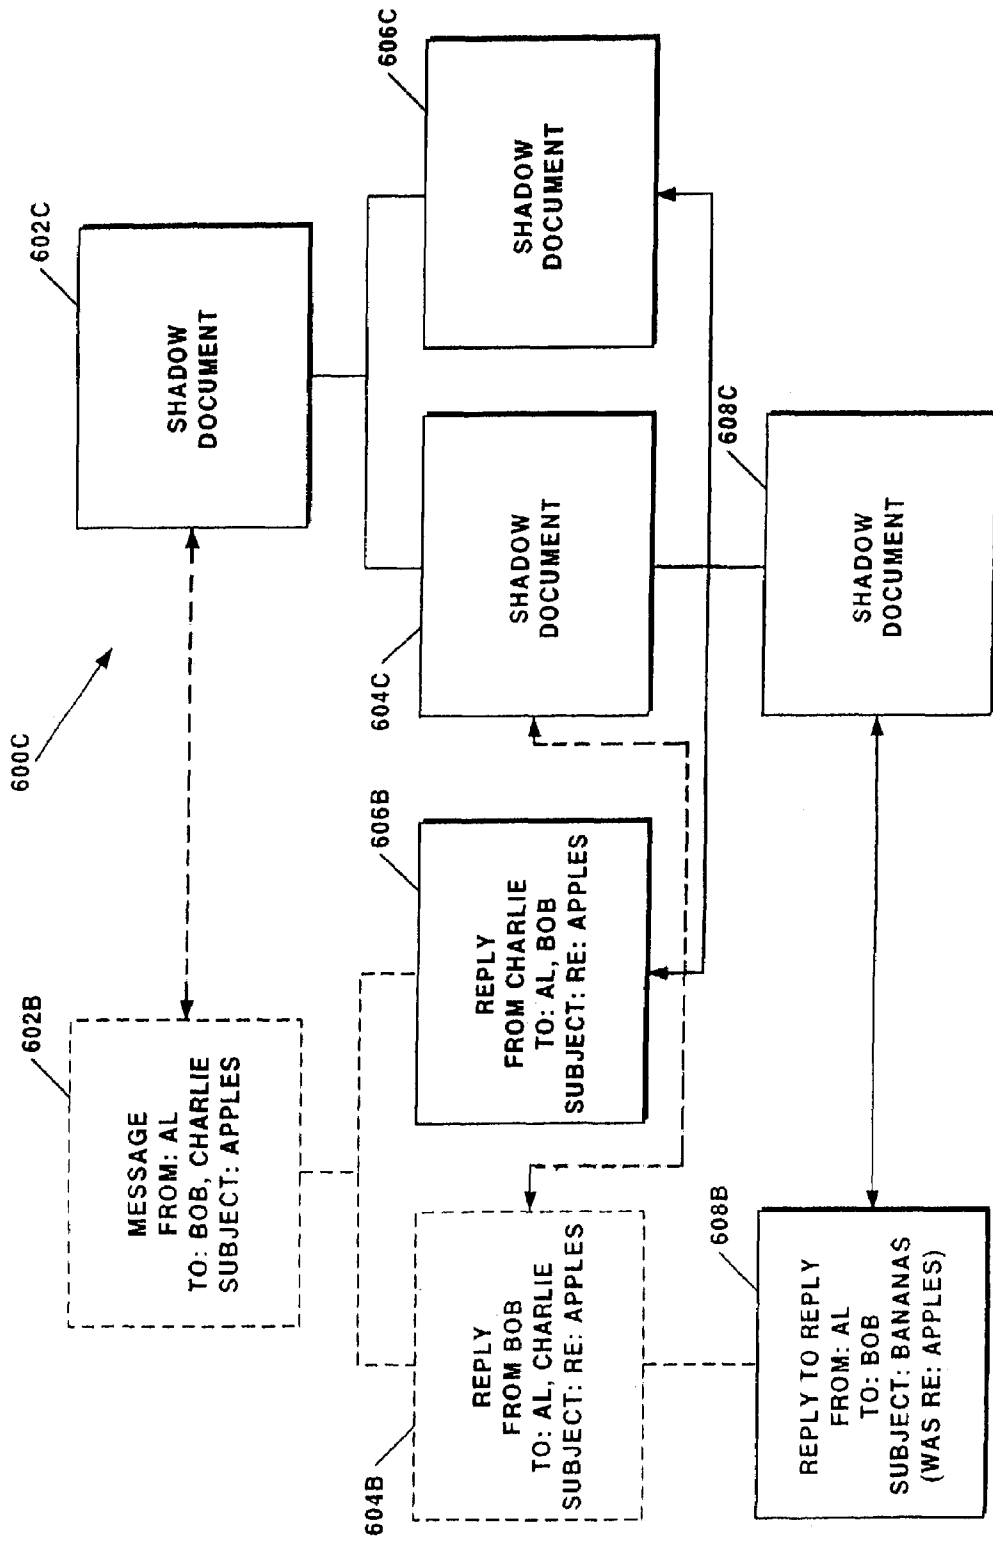 600C
602B
MESSAGE
FROM: AL
TO: BOB, CHARLIE
SUBJECT: APPLES
602C
SHADOW
DOCUMENT
604B
REPLY
FROM BOB
TO: AL, CHARLIE
SUBJECT: RE: APPLES
606B
REPLY
FROM CHARLIE
TO: AL, BOB
SUBJECT: RE: APPLES
604C
SHADOW
DOCUMENT
606C
SHADOW
DOCUMENT
608B
REPLY TO REPLY
FROM: AL
TO: BOB
SUBJECT: BANANAS
(WAS RE: APPLES)
608C
SHADOW
DOCUMENT